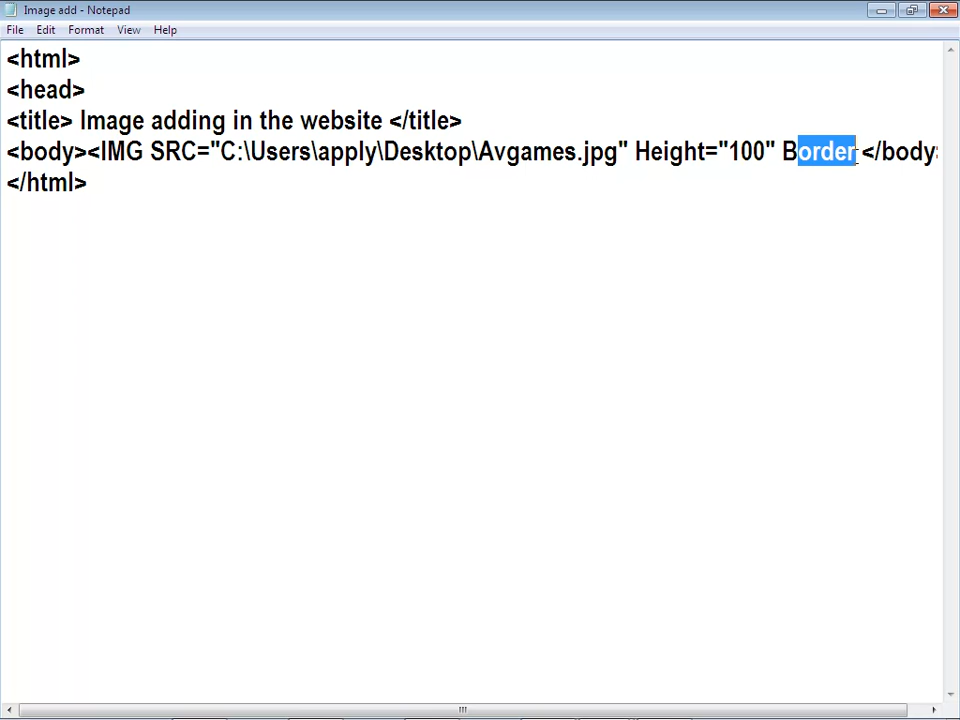 Image add - Notepad
File Edit Format View Help
<html>
<head>
<title> Image adding in the website </title>
<body><IMG SRC="C:\Users\apply\Desktop\Avgames.jpg" Height="100" Border </body>
</html>